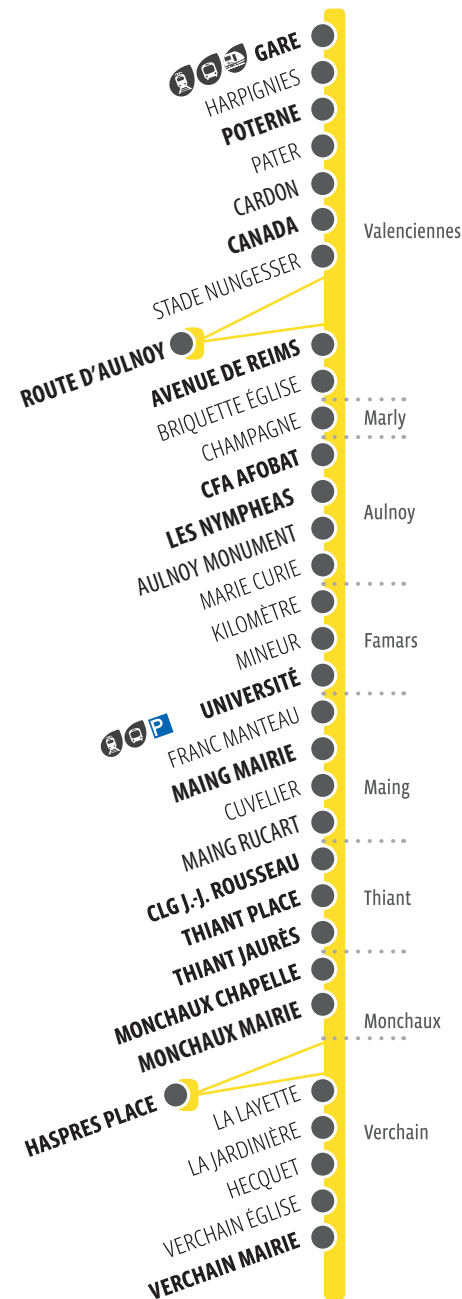 GARE
HARPIGNIES
POTERNE
PATER
CARDON
CANADA
Valenciennes
STADE NUNGESSER
ROUTE D'AULNOY
AVENUE DE REIMS
BRIQUETTE ÉGLISE
CHAMPAGNE
Marly
CFA AFOBAT
LES NYMPHEAS
Aulnoy
AULNOY MONUMENT
MARIE CURIE
KILOMÈTRE
MINEUR
Famars
UNIVERSITÉ
P
FRANC MANTEAU
MAING MAIRIE
CUVELIER
Maing
MAING RUCART
CLG J.-J. ROUSSEAU
THIANT PLACE
Thiant
THIANT JAURÈS
MONCHAUX CHAPELLE
MONCHAUX MAIRIE
Monchaux
HASPRES PLACE
LA LAYETTE
LA JARDINIÈRE
Verchain
HECQUET
VERCHAIN ÉGLISE
VERCHAIN MAIRIE